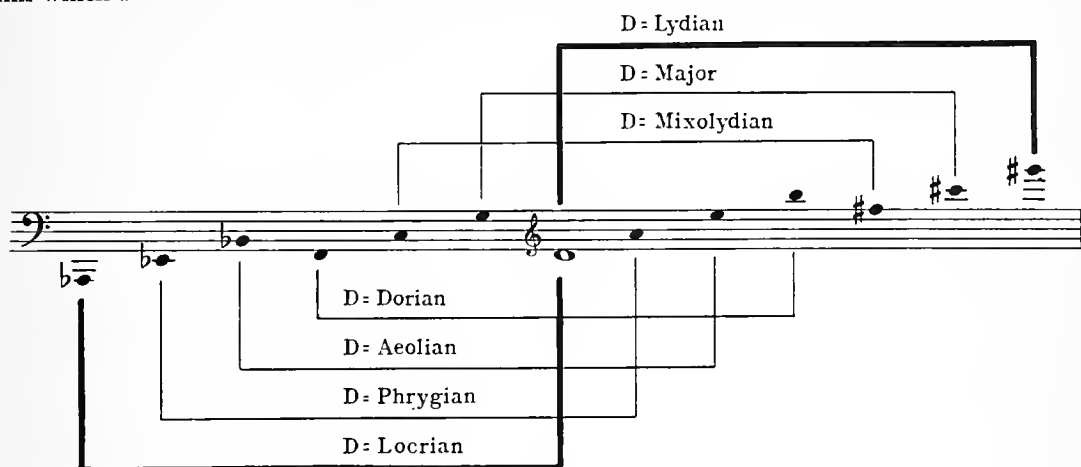 D= Lydian
D= Major
D= Mixolydian
D= Dorian
D= Aeolian
D= Phrygian
D= Locrian